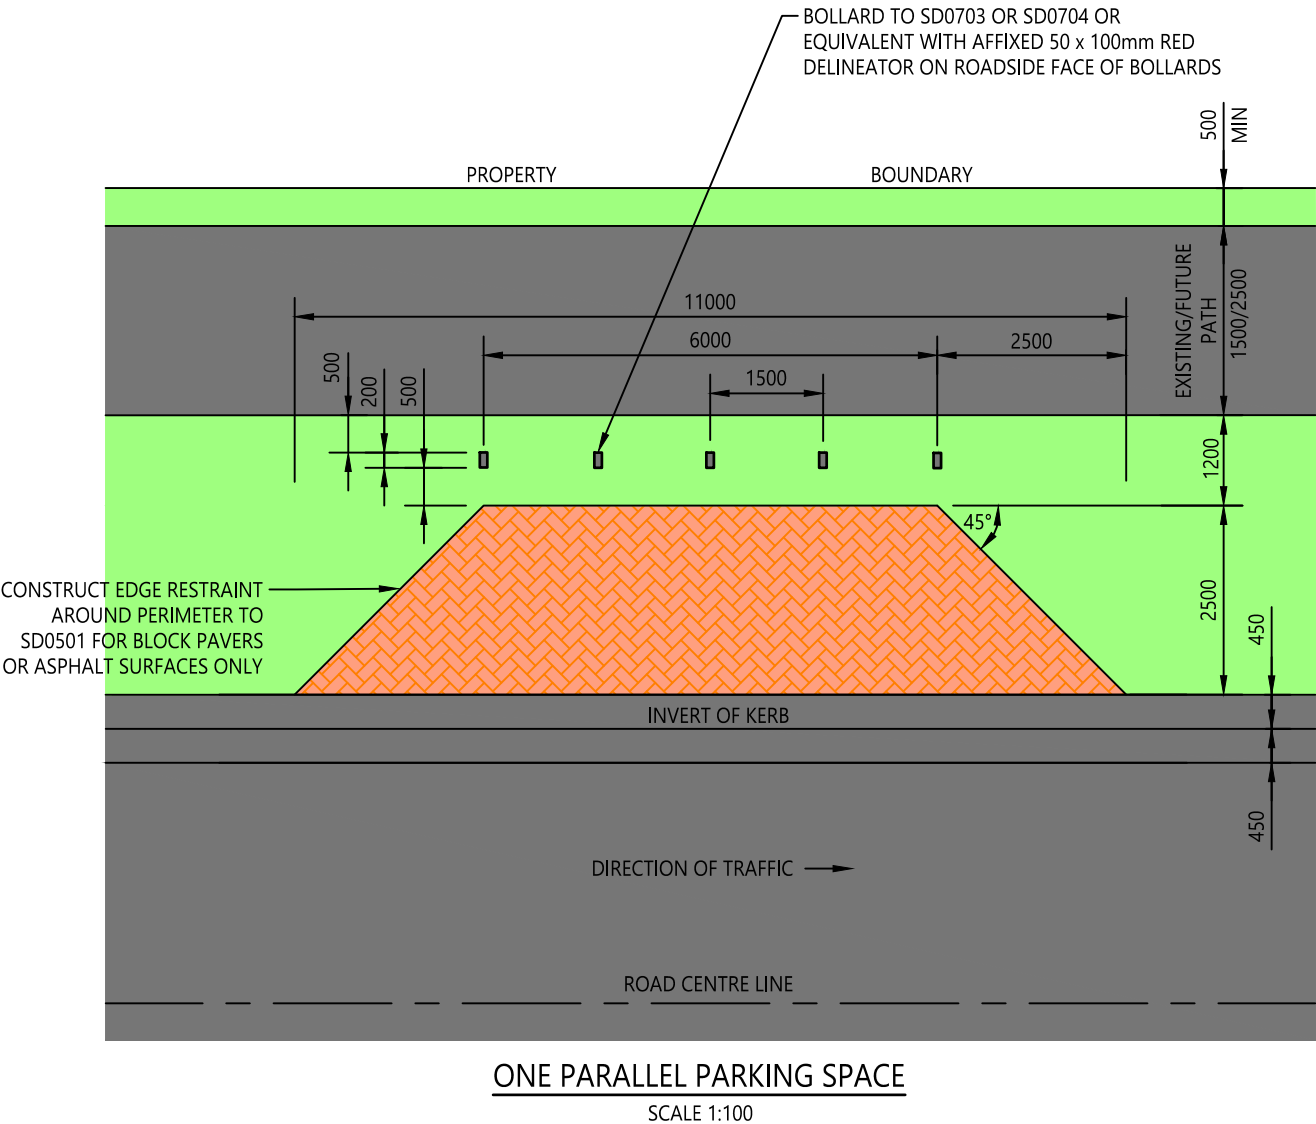 BOLLARD TO SD0703 OR SD0704 OR
EQUIVALENT WITH AFFIXED 50 x 100mm RED
DELINEATOR ON ROADSIDE FACE OF BOLLARDS
500
MIN
PROPERTY BOUNDARY
EXISTING/FUTURE
PATH
1500/2500
11000
6000
2500
1500
500
200
500
1200
45°
2500
CONSTRUCT EDGE RESTRAINT
AROUND PERIMETER TO
SD0501 FOR BLOCK PAVERS
OR ASPHALT SURFACES ONLY
450
INVERT OF KERB
450
DIRECTION OF TRAFFIC
ROAD CENTRE LINE
ONE PARALLEL PARKING SPACE
SCALE 1:100